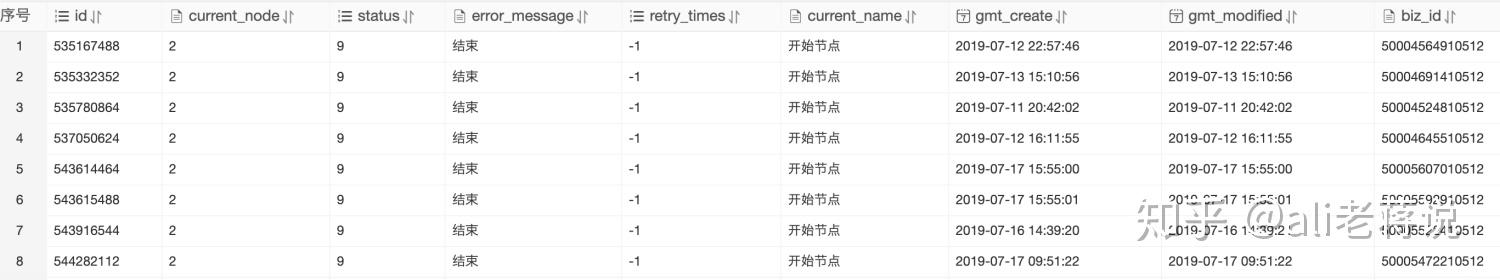 序号 id current_node status error_message retry_times current_name gmt_create gmt_modified biz_id
1 535167488 2 9 结束 -1 开始节点 2019-07-12 22:57:46 2019-07-12 22:57:46 50004564910512
2 535332352 2 9 结束 -1 开始节点 2019-07-13 15:10:56 2019-07-13 15:10:56 50004691410512
3 535780864 2 9 结束 -1 开始节点 2019-07-11 20:42:02 2019-07-11 20:42:02 50004524810512
4 537050624 2 9 结束 -1 开始节点 2019-07-12 16:11:55 2019-07-12 16:11:55 50004645510512
5 543614464 2 9 结束 -1 开始节点 2019-07-17 15:55:00 2019-07-17 15:55:00 50005607010512
6 543615488 2 9 结束 -1 开始节点 2019-07-17 15:55:01 2019-07-17 15:55:01
7 543916544 2 9 结束 -1 开始节点 2019-07-16 14:39:20 2019-07-16
8 544282112 2 9 结束 -1 开始节点 2019-07-17 09:51:22 2019-07-17 09:51:22 50005472210512
知乎 @ali老蒋说